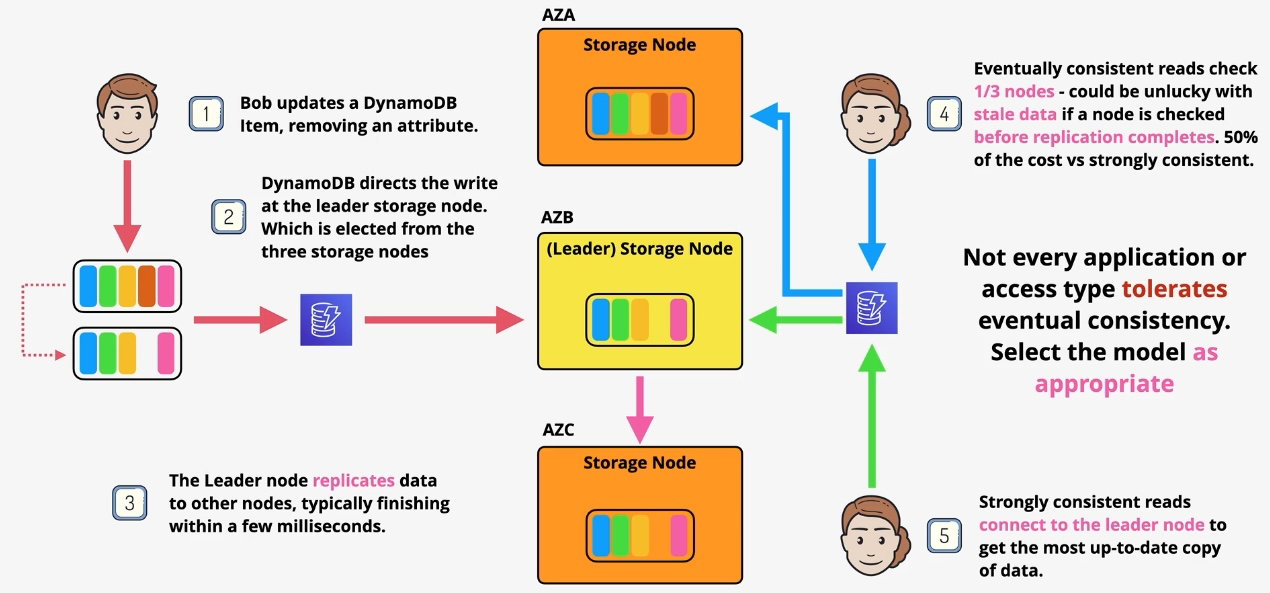 AZA
Storage Node
1
Bob updates a DynamoDB
Item, removing an attribute.
2
DynamoDB directs the write
at the leader storage node.
Which is elected from the
three storage nodes
AZB
(Leader) Storage Node
AZC
Storage Node
3
The Leader node replicates data
to other nodes, typically finishing
within a few milliseconds.
4
Eventually consistent reads check
1/3 nodes - could be unlucky with
stale data if a node is checked
before replication completes. 50%
of the cost vs strongly consistent.
Not every application or
access type tolerates
eventual consistency.
Select the model as
appropriate
5
Strongly consistent reads
connect to the leader node to
get the most up-to-date copy
of data.